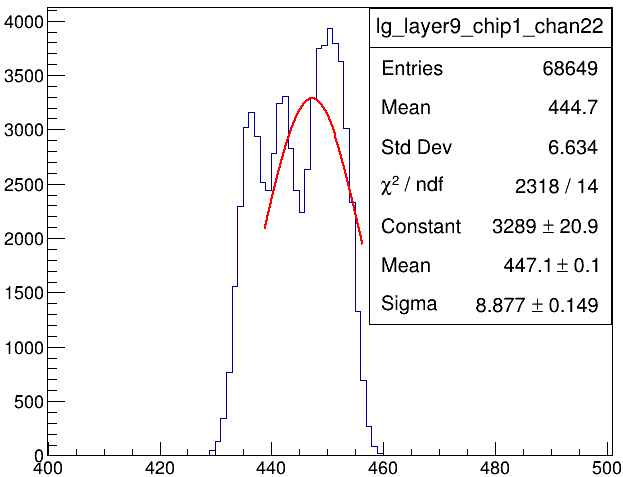 lg_layer9_chip1_chan22
Entries 68649
Mean 444.7
Std Dev 6.634
χ² / ndf 2318 / 14
Constant 3289 ± 20.9
Mean 447.1 ± 0.1
Sigma 8.877 ± 0.149
4000
3500
3000
2500
2000
1500
1000
500
0
400 420 440 460 480 500